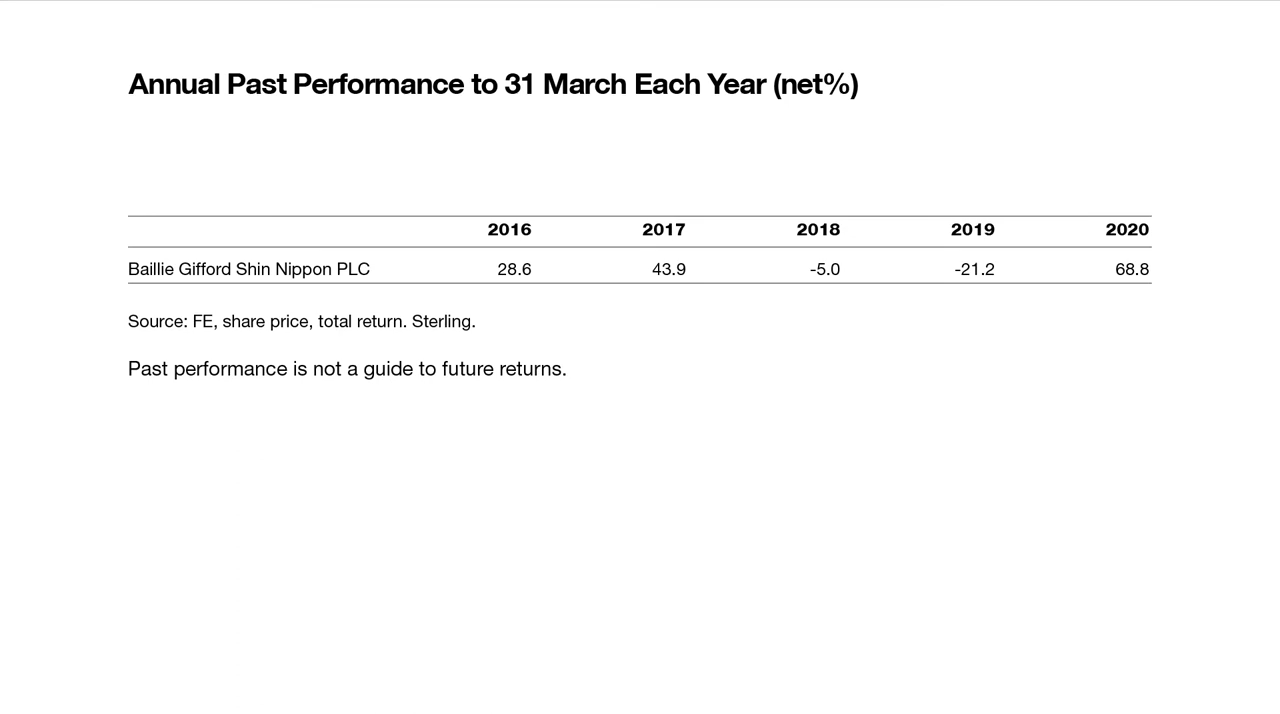 Annual Past Performance to 31 March Each Year (net%)
2016 2017 2018 2019 2020
Baillie Gifford Shin Nippon PLC 28.6 43.9 -5.0 -21.2 68.8
Source: FE, share price, total return. Sterling.
Past performance is not a guide to future returns.